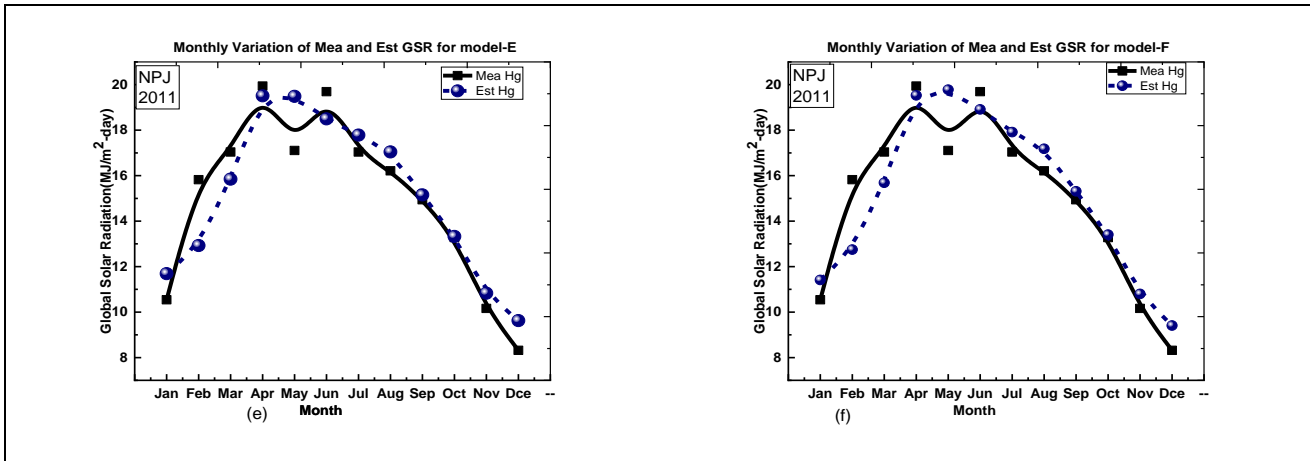 Monthly Variation of Mea and Est GSR for model-E
NPJ
2011
Mea Hg
Est Hg
20
18
16
14
12
10
8
Global Solar Radiation(MJ/m²-day)
Jan Feb Mar Apr May Jun Jul Aug Sep Oct Nov Dce --
Month
(e)
Monthly Variation of Mea and Est GSR for model-F
NPJ
2011
Mea Hg
Est Hg
20
18
16
14
12
10
8
Global Solar Radiation(MJ/m²-day)
Jan Feb Mar Apr May Jun Jul Aug Sep Oct Nov Dce --
Month
(f)